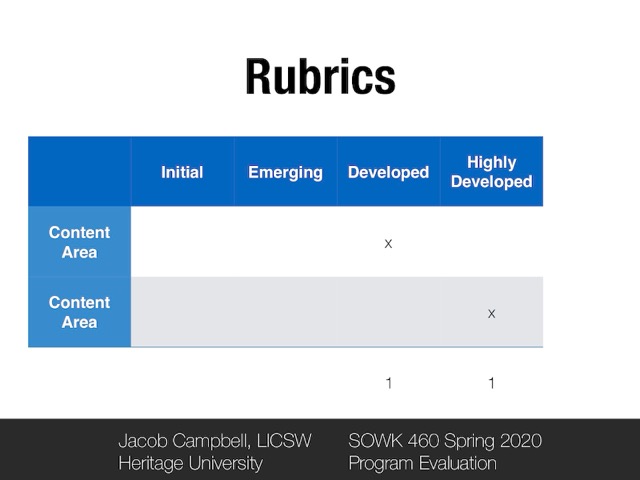 Rubrics
Initial Emerging Developed Highly Developed
Content Area x
Content Area x
1 1
Jacob Campbell, LICSW SOWK 460 Spring 2020
Heritage University Program Evaluation